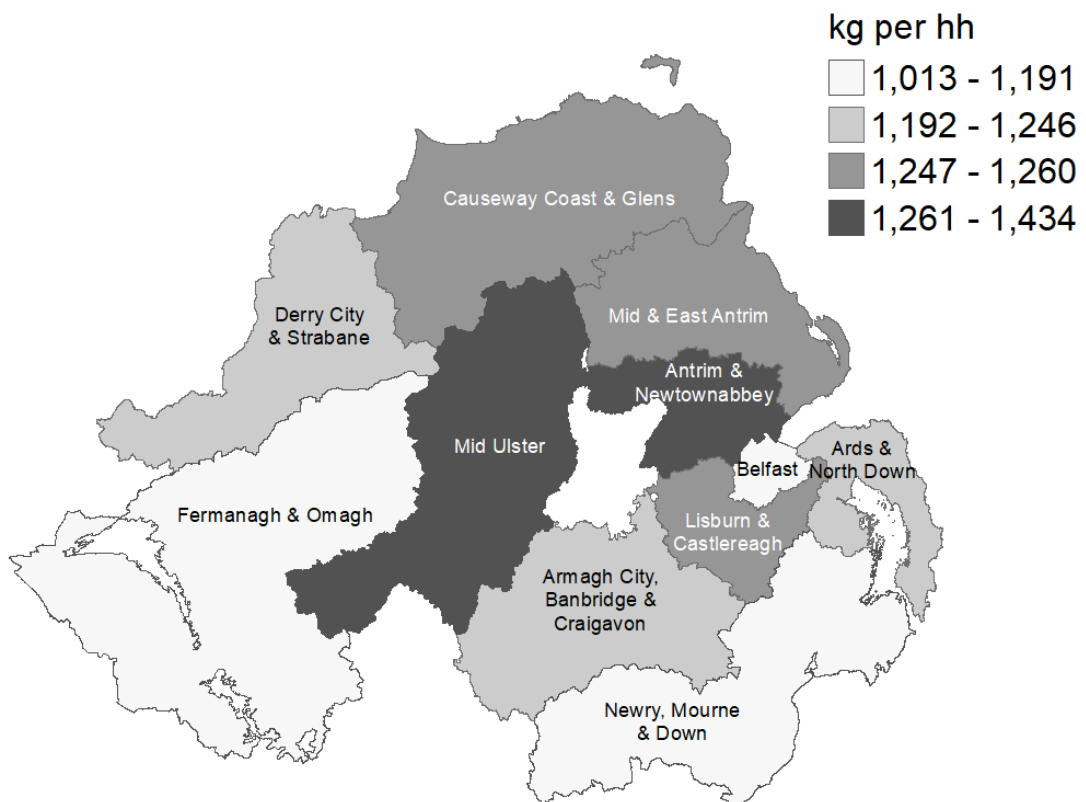 kg per hh
1,013 - 1,191
1,192 - 1,246
1,247 - 1,260
1,261 - 1,434
Causeway Coast & Glens
Derry City
& Strabane
Mid & East Antrim
Antrim &
Newtownabbey
Mid Ulster
Belfast
Ards &
North Down
Fermanagh & Omagh
Lisburn &
Castlereagh
Armagh City,
Banbridge &
Craigavon
Newry, Mourne
& Down